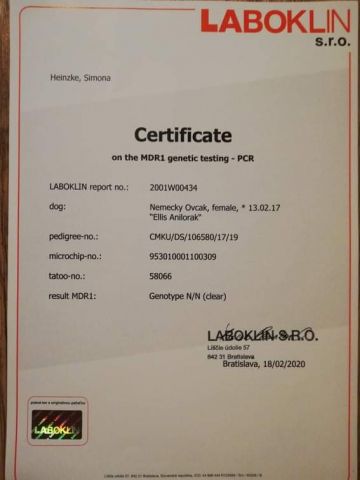 LABOKLIN
s.r.o.
Heinzke, Simona
Certificate
on the MDR1 genetic testing - PCR
LABOKLIN report no.: 2001W00434
dog: Nemecky Ovcak, female, * 13.02.17
"Ellis Anilorak"
pedigree-no.: CMKU/DS/106580/17/19
microchip-no.: 953010001100309
tatoo-no.: 58066
result MDR1: Genotype N/N (clear)
LABOKLIN S.R.O.
Líščie údolie 57
842 31 Bratislava
Bratislava, 18/02/2020
LABOKLIN